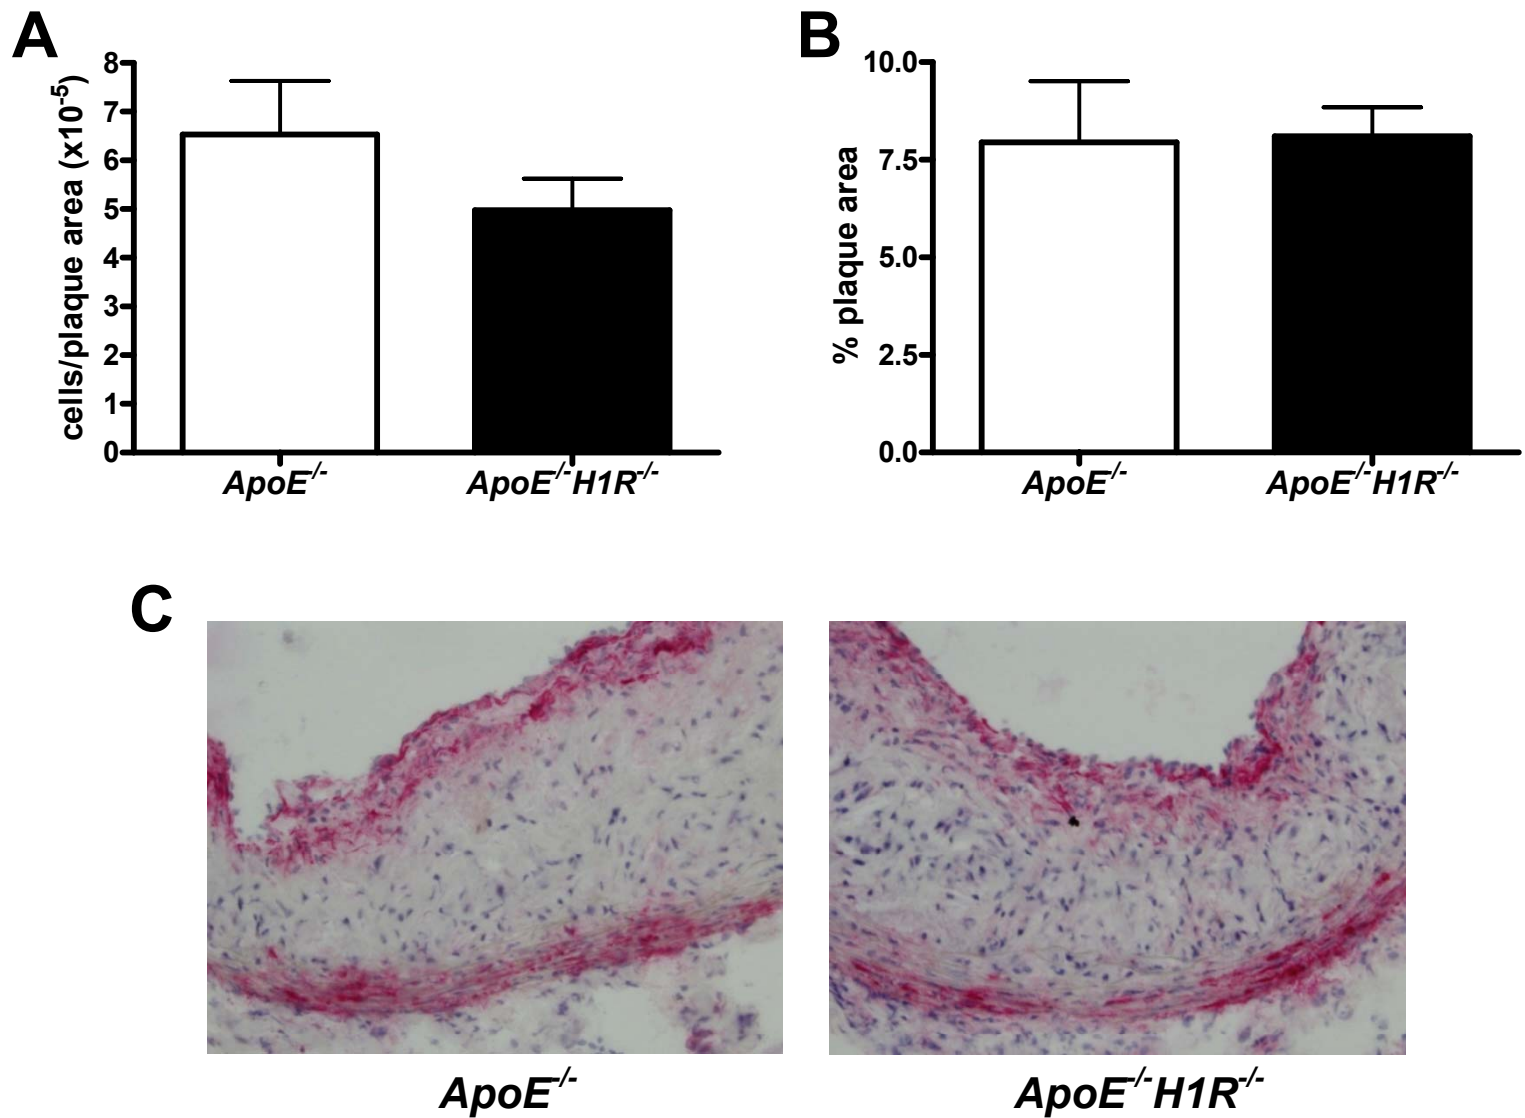 A
cells/plaque area (x10⁻⁵)
8
7
6
5
4
3
2
1
0
ApoE⁻/⁻ ApoE⁻/⁻H1R⁻/⁻
B
% plaque area
10.0
7.5
5.0
2.5
0.0
ApoE⁻/⁻ ApoE⁻/⁻H1R⁻/⁻
C
ApoE⁻/⁻ ApoE⁻/⁻H1R⁻/⁻